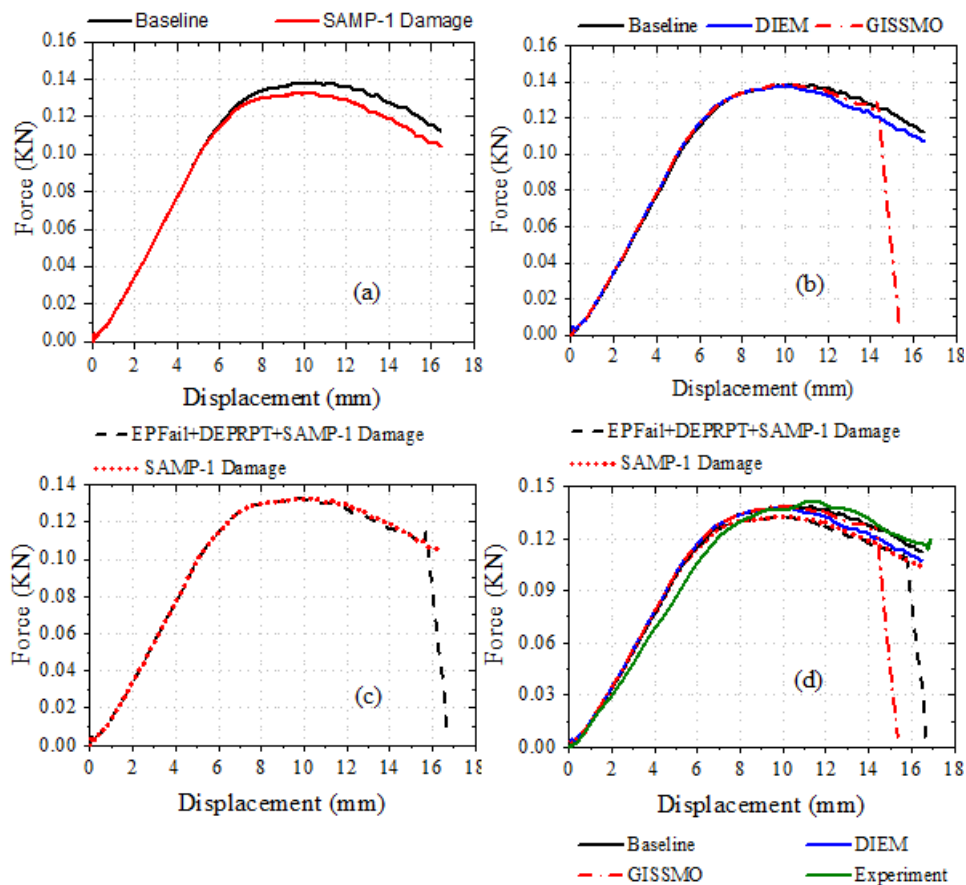 Baseline SAMP-1 Damage
0.16
0.14
0.12
0.10
0.08
0.06
0.04
0.02
0.00
Force (KN)
(a)
0 2 4 6 8 10 12 14 16 18
Displacement (mm)
Baseline DIEM GISSMO
0.16
0.14
0.12
0.10
0.08
0.06
0.04
0.02
0.00
Force (KN)
(b)
0 2 4 6 8 10 12 14 16 18
Displacement (mm)
EPFail+DEPRPT+SAMP-1 Damage
SAMP-1 Damage
0.14
0.12
0.10
0.08
0.06
0.04
0.02
0.00
Force (KN)
(c)
0 2 4 6 8 10 12 14 16 18
Displacement (mm)
EPFail+DEPRPT+SAMP-1 Damage
SAMP-1 Damage
0.15
0.12
0.09
0.06
0.03
0.00
Force (KN)
(d)
0 2 4 6 8 10 12 14 16 18
Displacement (mm)
Baseline DIEM
GISSMO Experiment